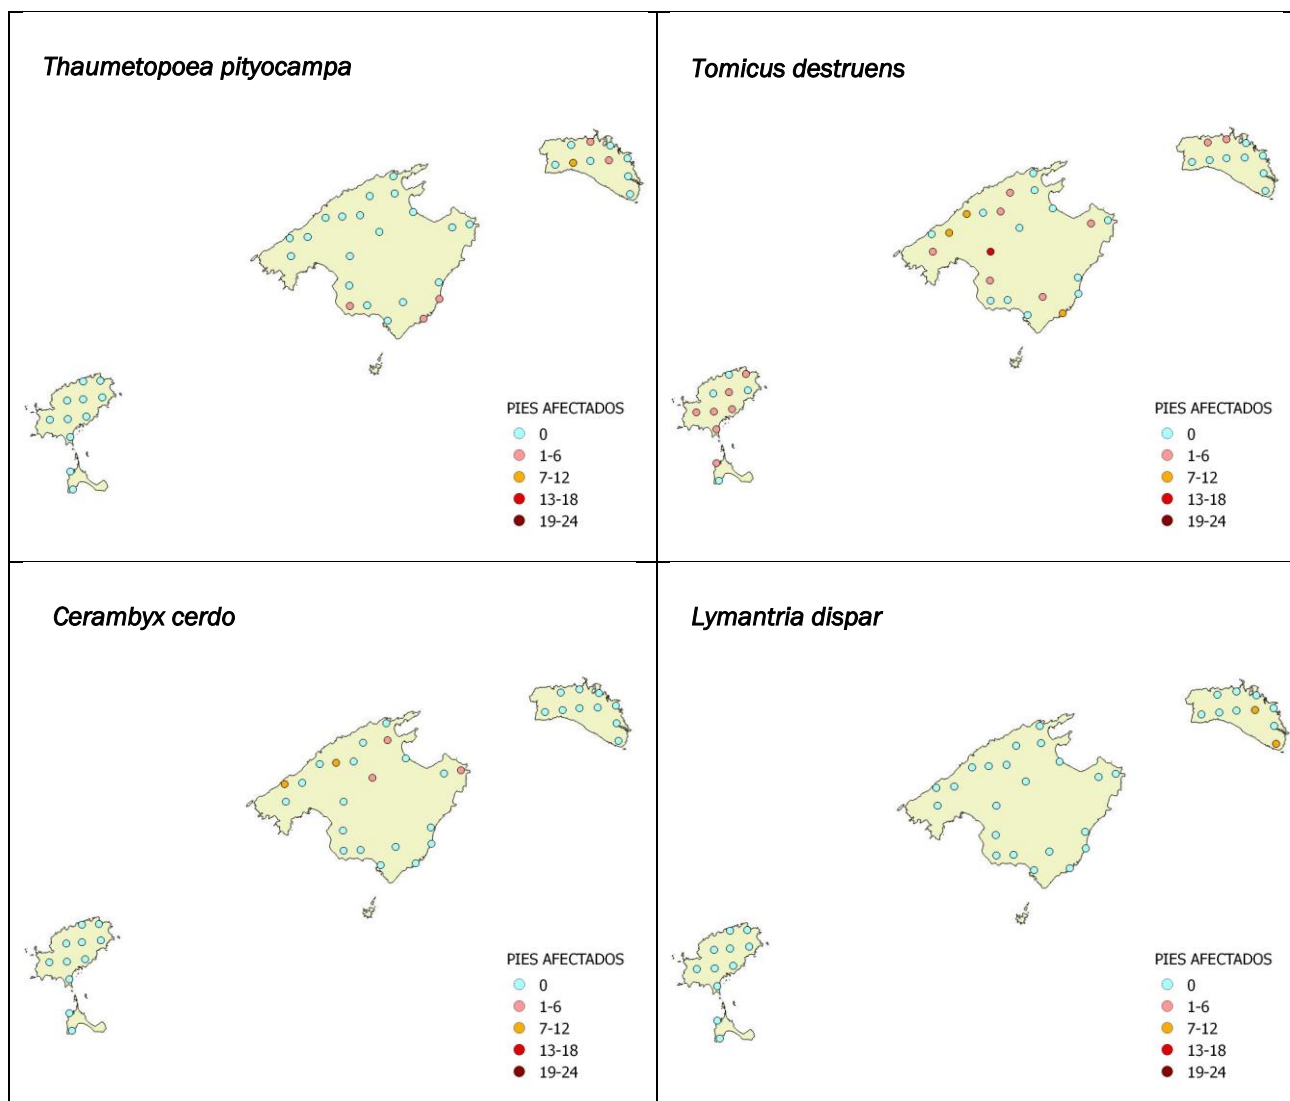 Thaumetopoea pityocampa
PIES AFECTADOS
0
1-6
7-12
13-18
19-24
Tomicus destruens
PIES AFECTADOS
0
1-6
7-12
13-18
19-24
Cerambyx cerdo
PIES AFECTADOS
0
1-6
7-12
13-18
19-24
Lymantria dispar
PIES AFECTADOS
0
1-6
7-12
13-18
19-24